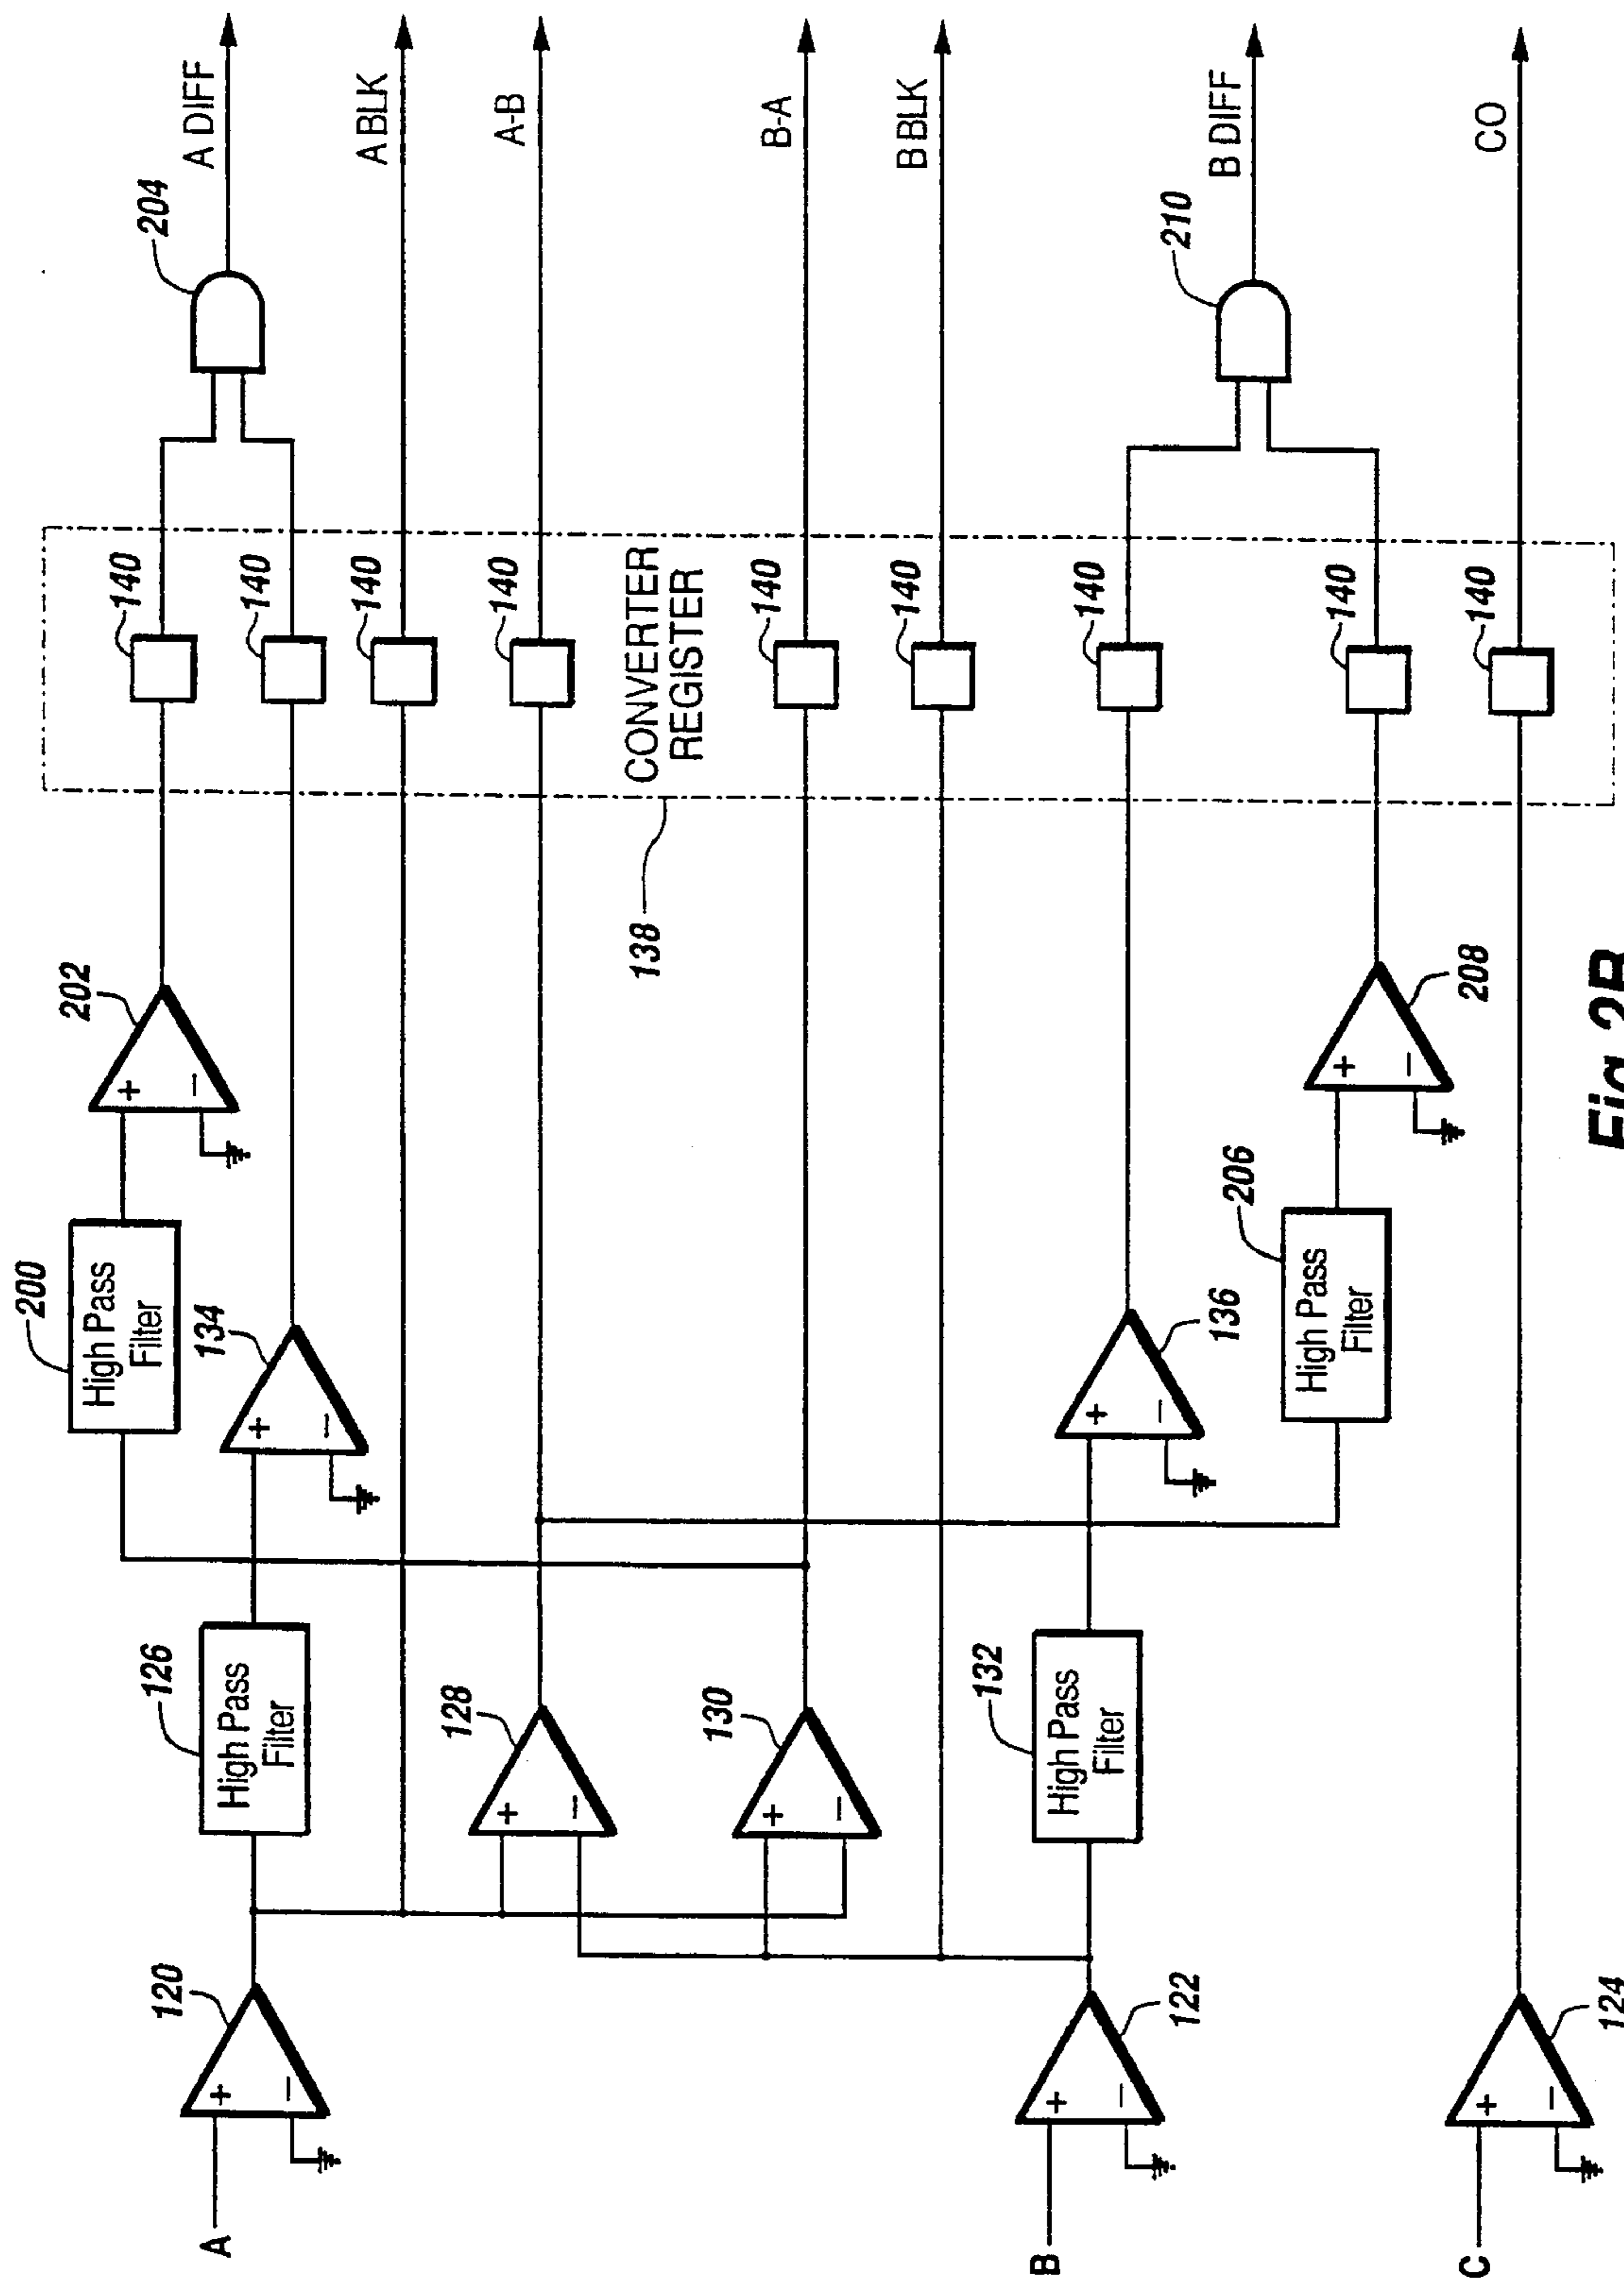 A
120
126
High Pass
Filter
200
High Pass
Filter
134
202
140
140
204
A DIFF
140
A BLK
128
140
A-B
138
CONVERTER
REGISTER
130
140
B-A
140
B BLK
B
122
132
High Pass
Filter
136
140
206
High Pass
Filter
208
140
210
B DIFF
C
124
140
CO
+
−
+
−
+
−
+
−
+
−
+
−
+
−
+
−
+
−
Fig.2B